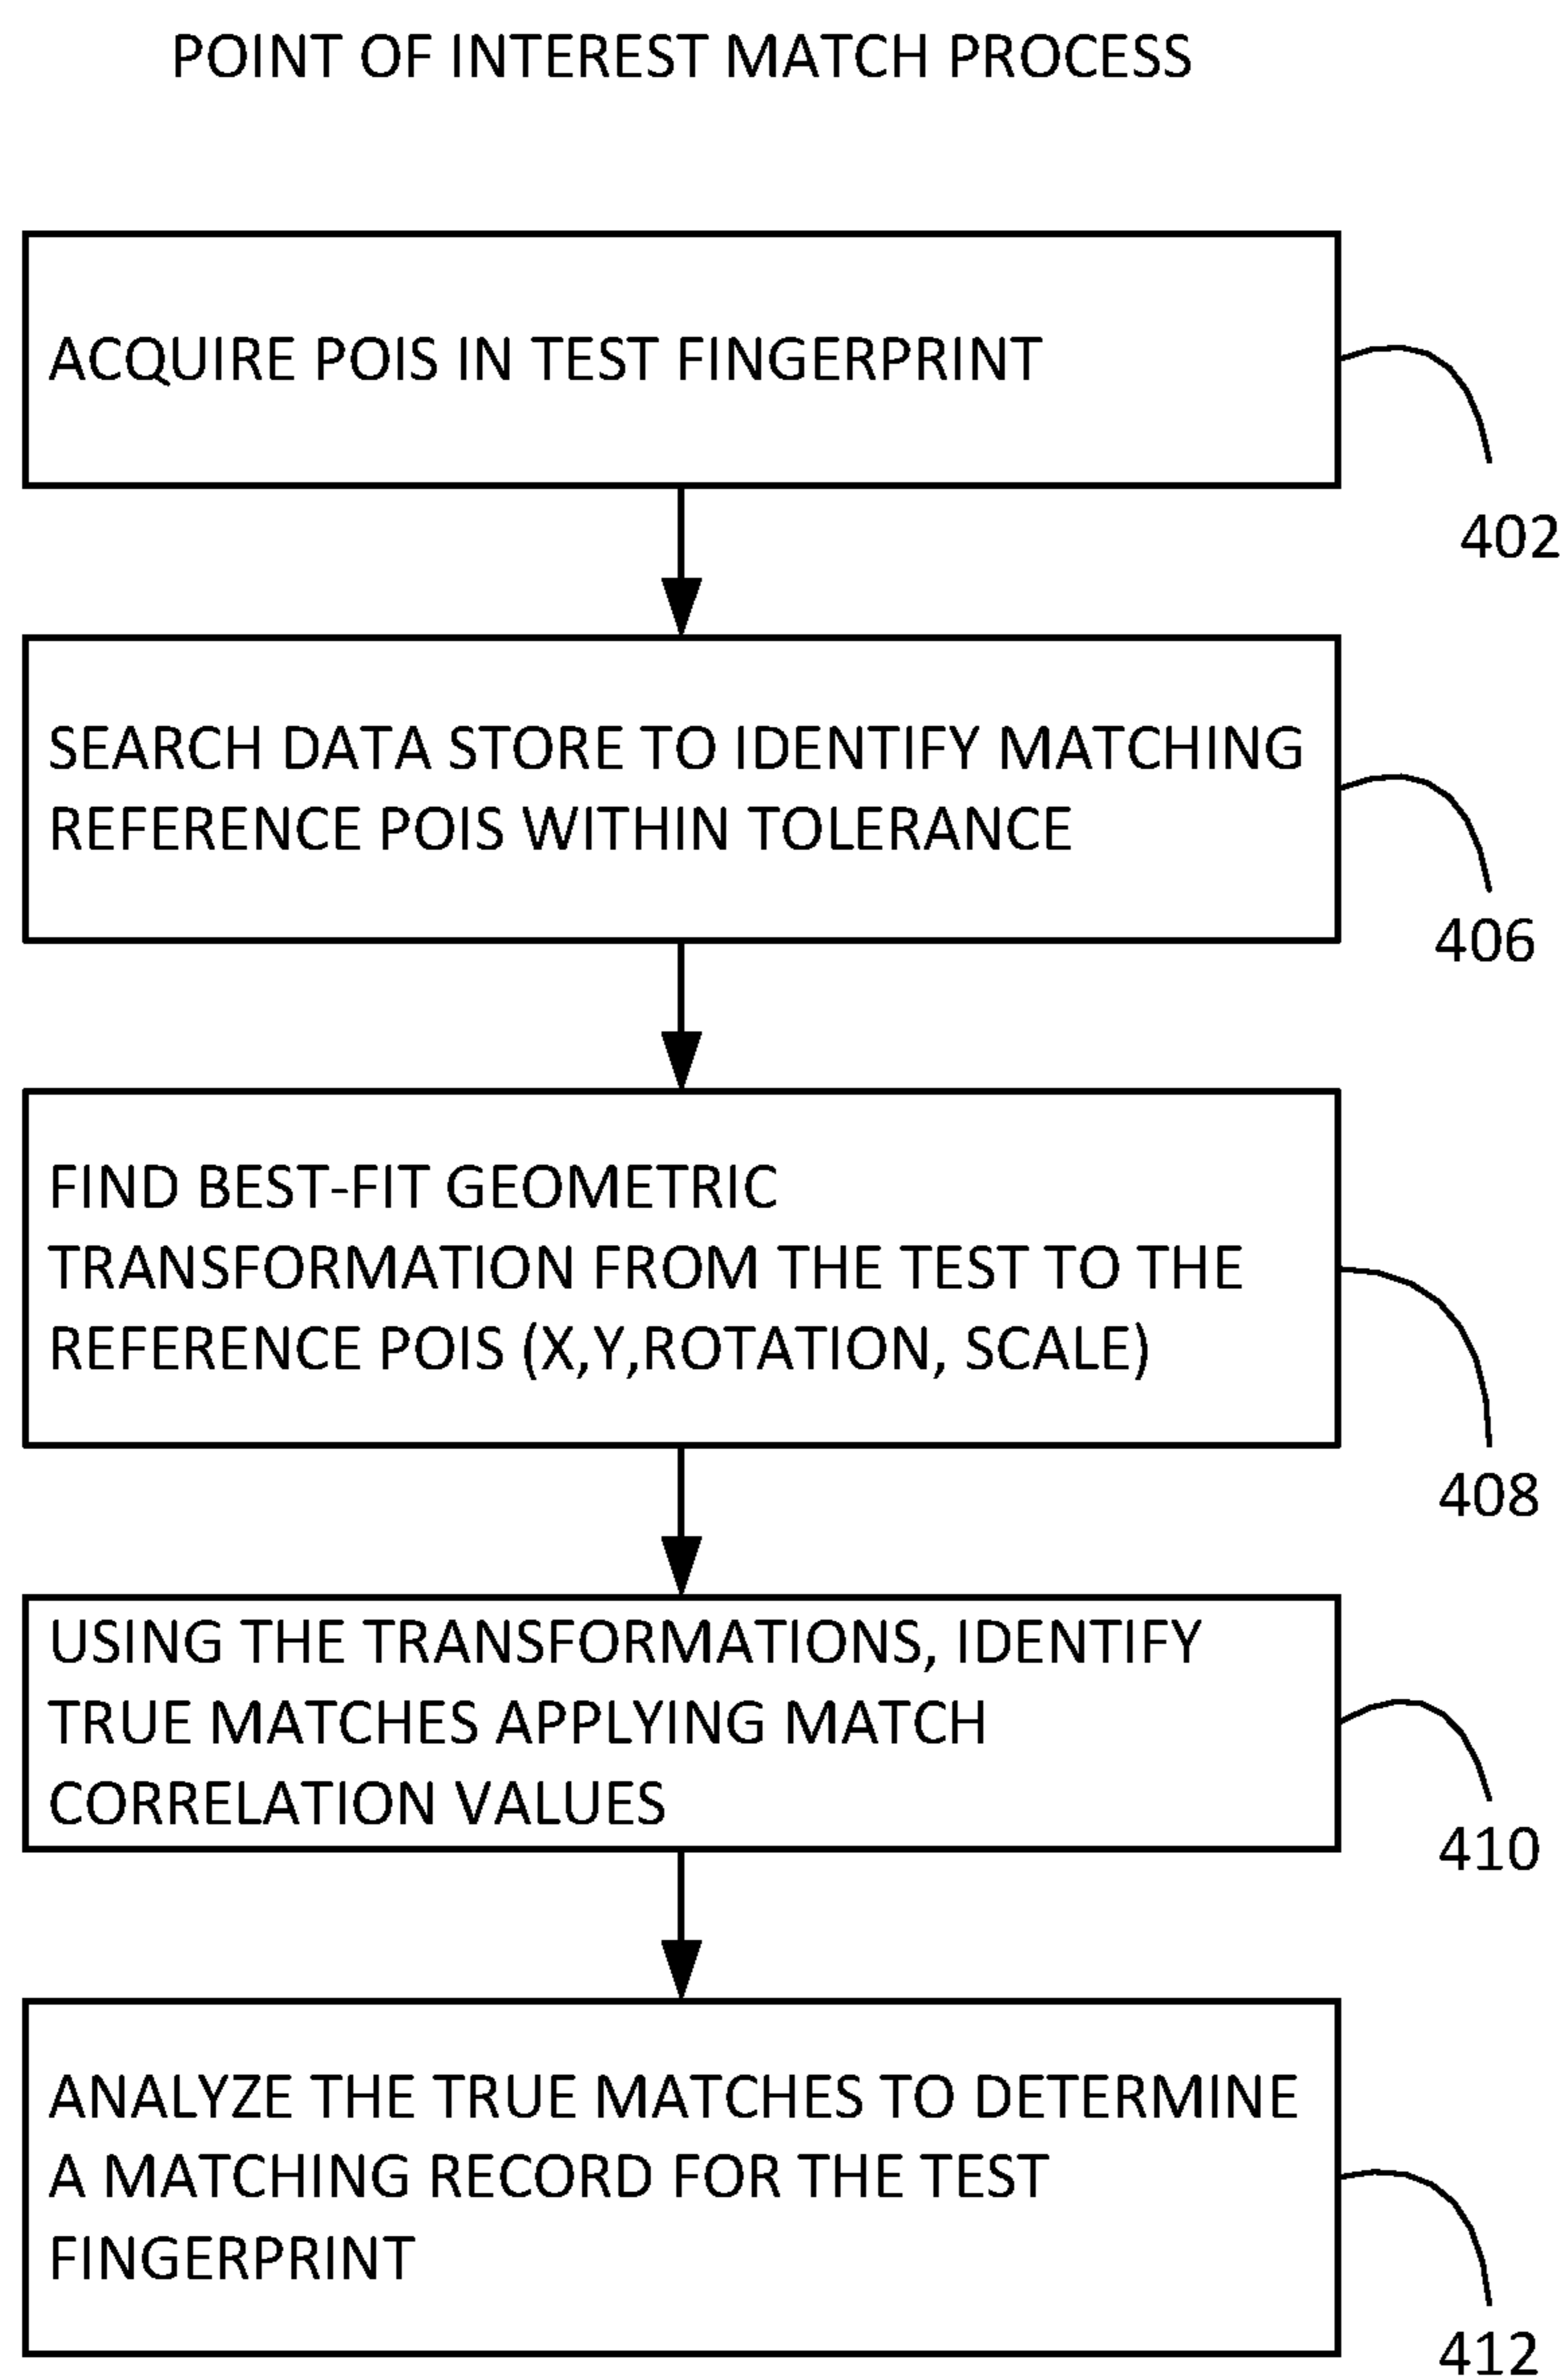 POINT OF INTEREST MATCH PROCESS
ACQUIRE POIS IN TEST FINGERPRINT
402
SEARCH DATA STORE TO IDENTIFY MATCHING
REFERENCE POIS WITHIN TOLERANCE
406
FIND BEST-FIT GEOMETRIC
TRANSFORMATION FROM THE TEST TO THE
REFERENCE POIS (X,Y,ROTATION, SCALE)
408
USING THE TRANSFORMATIONS, IDENTIFY
TRUE MATCHES APPLYING MATCH
CORRELATION VALUES
410
ANALYZE THE TRUE MATCHES TO DETERMINE
A MATCHING RECORD FOR THE TEST
FINGERPRINT
412